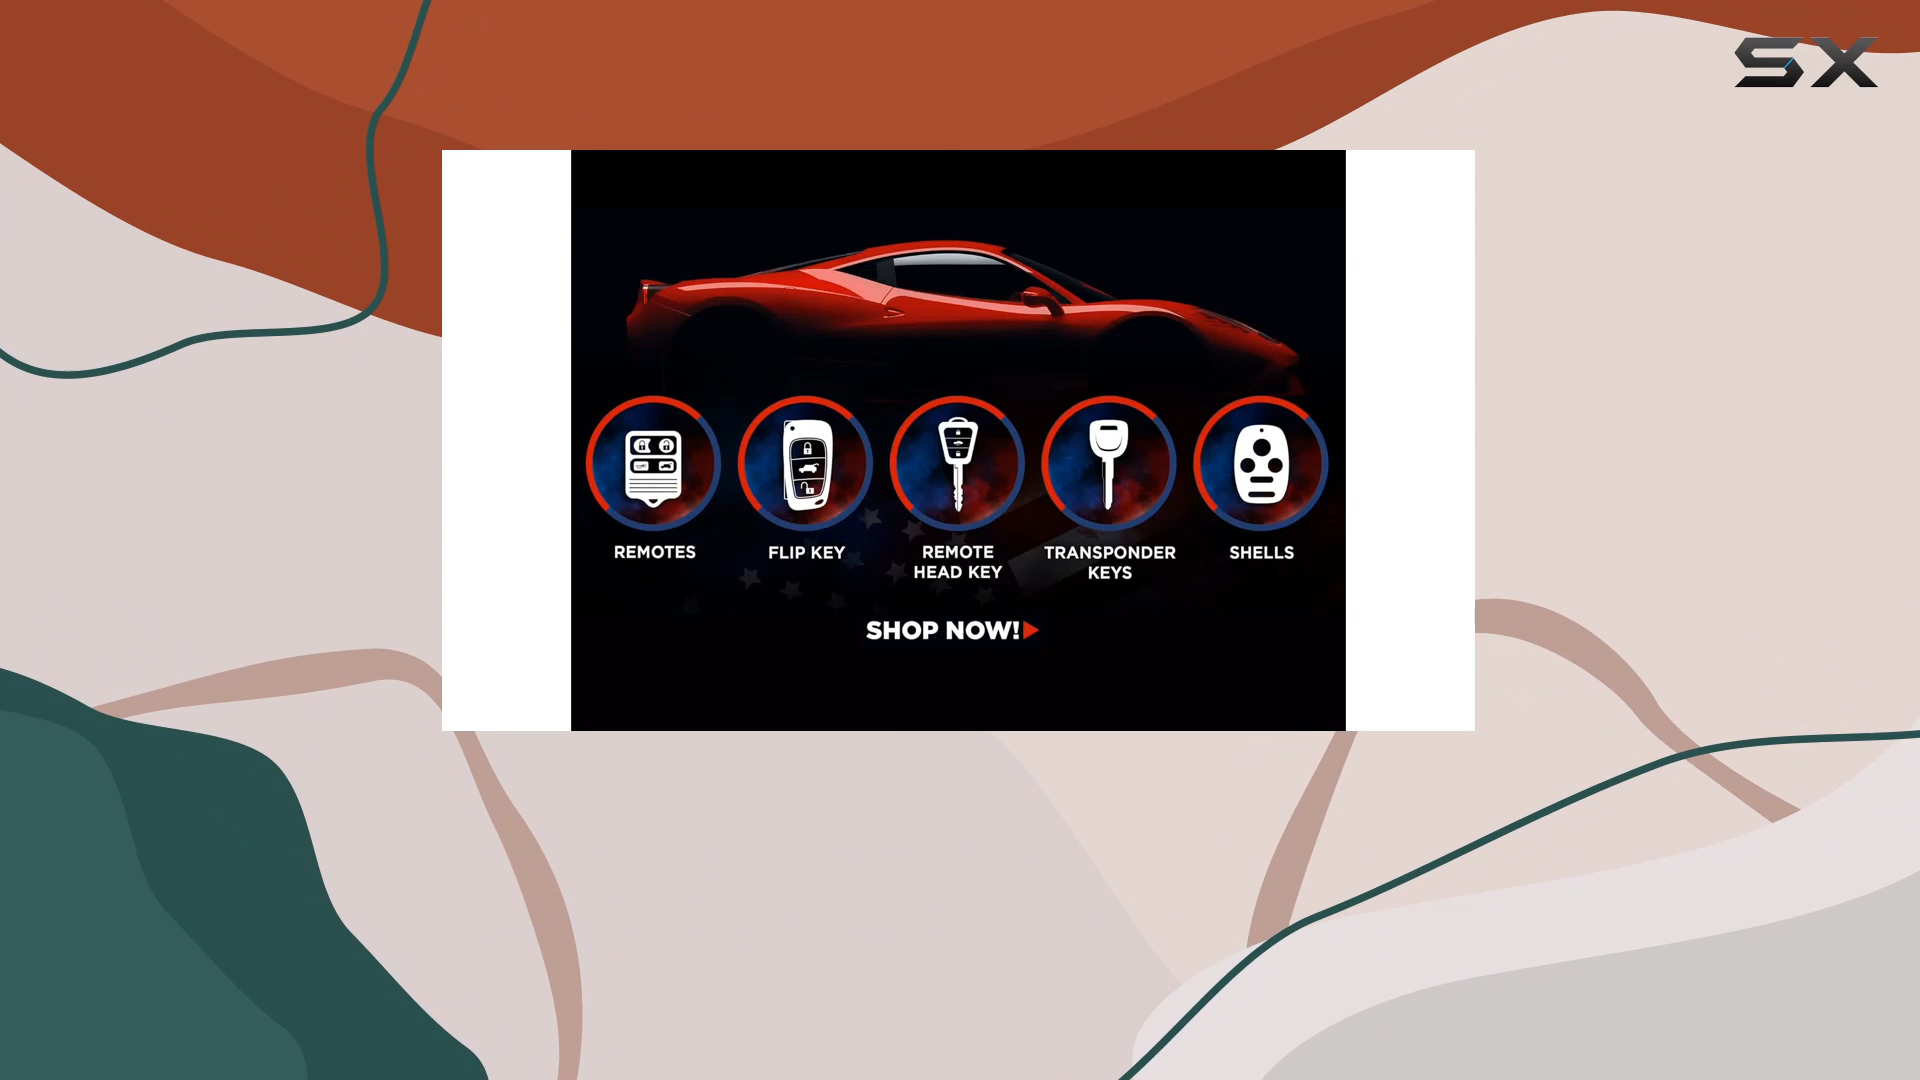 SX
REMOTES
FLIP KEY
REMOTE
HEAD KEY
TRANSPONDER
KEYS
SHELLS
SHOP NOW!